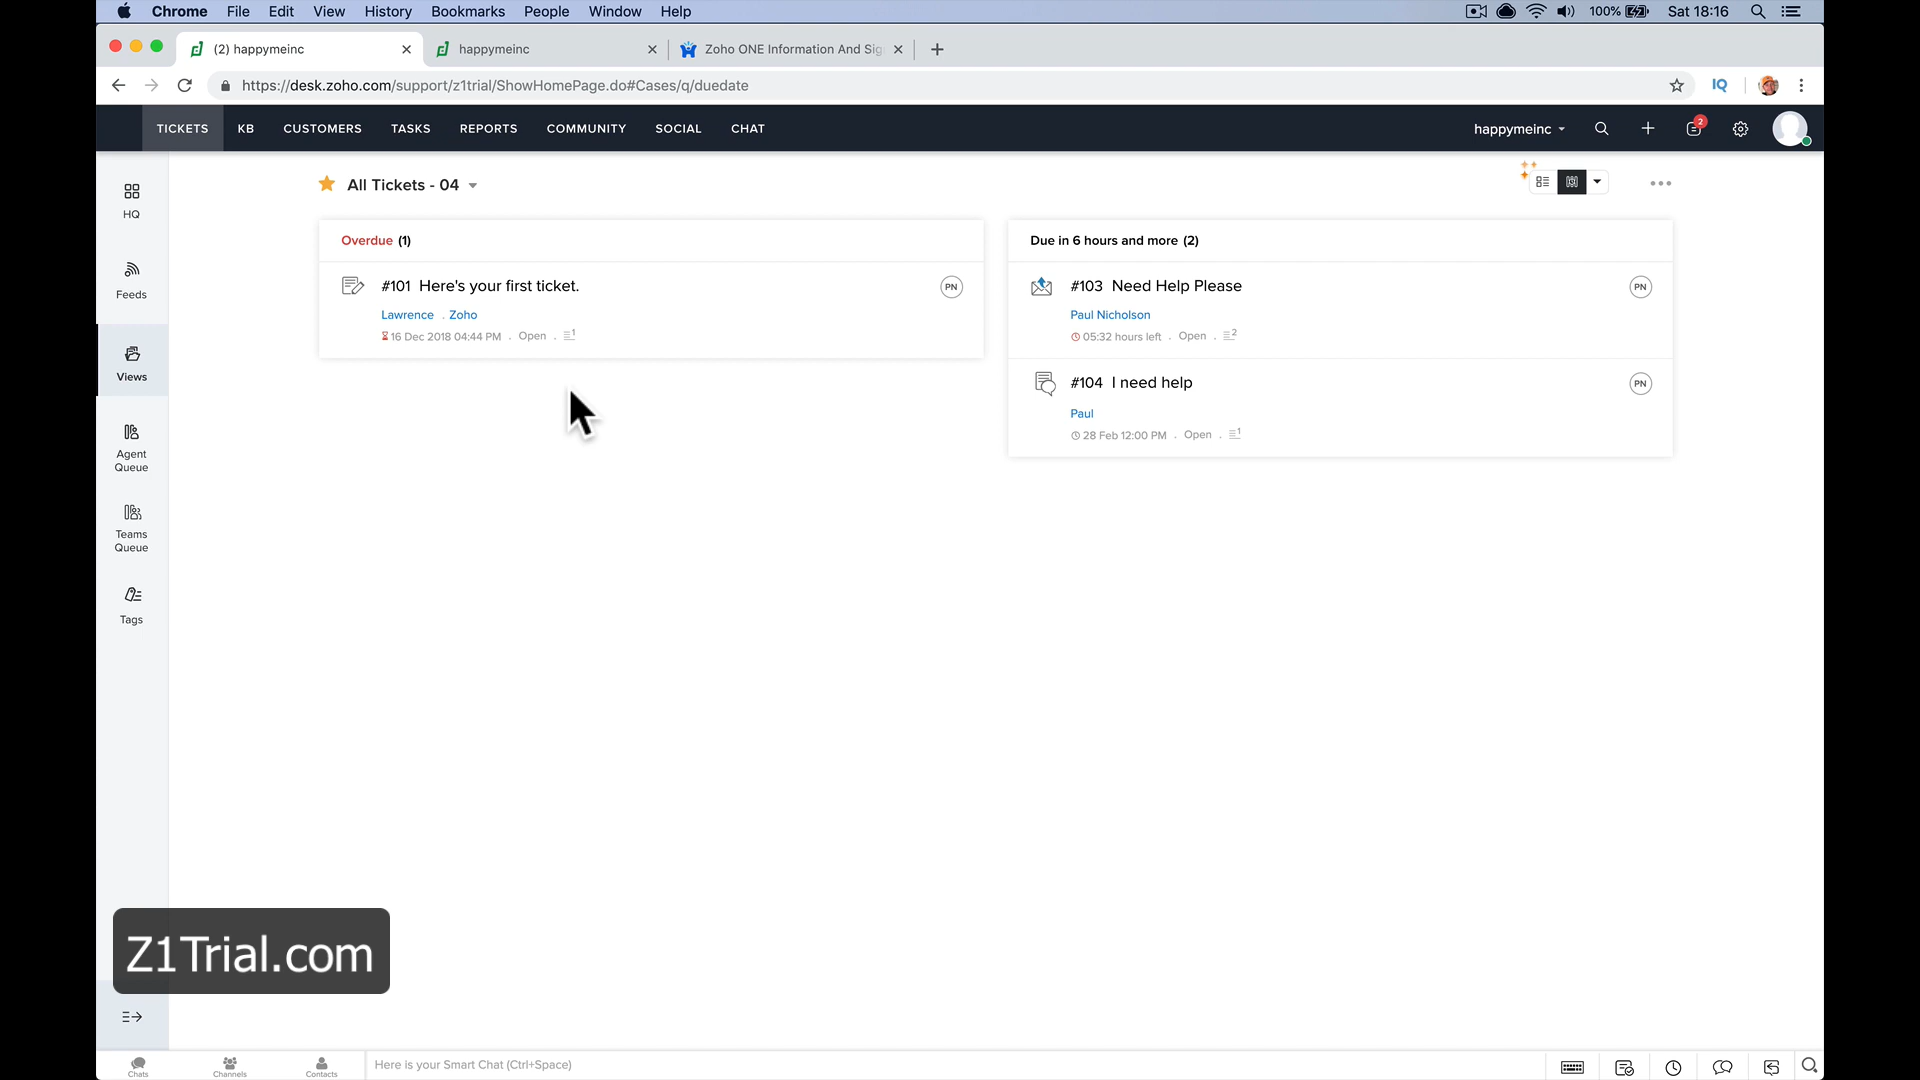 Chrome File Edit View History Bookmarks People Window Help 100% Sat 18:16
(2) happymeinc happymeinc Zoho ONE Information And Sig
https://desk.zoho.com/support/z1trial/ShowHomePage.do#Cases/q/duedate IQ
TICKETS KB CUSTOMERS TASKS REPORTS COMMUNITY SOCIAL CHAT happymeinc 2
HQ
Feeds
Views
Agent
Queue
Teams
Queue
Tags
All Tickets - 04
Overdue (1)
#101 Here's your first ticket. PN
Lawrence . Zoho
16 Dec 2018 04:44 PM . Open . 1
Due in 6 hours and more (2)
#103 Need Help Please PN
Paul Nicholson
05:32 hours left . Open . 2
#104 I need help PN
Paul
28 Feb 12:00 PM . Open . 1
Z1Trial.com
Chats Channels Contacts Here is your Smart Chat (Ctrl+Space)